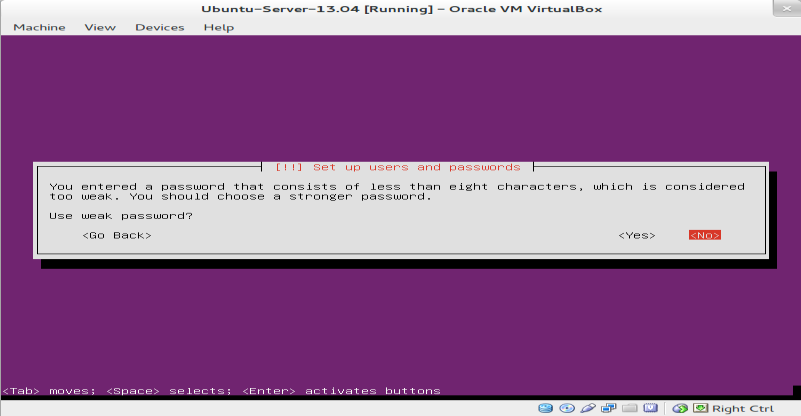 Ubuntu-Server-13.04 [Running] - Oracle VM VirtualBox
Machine View Devices Help
[!!] Set up users and passwords
You entered a password that consists of less than eight characters, which is considered
too weak. You should choose a stronger password.
Use weak password?
<Go Back> <Yes> <No>
<Tab> moves; <Space> selects; <Enter> activates buttons
Right Ctrl